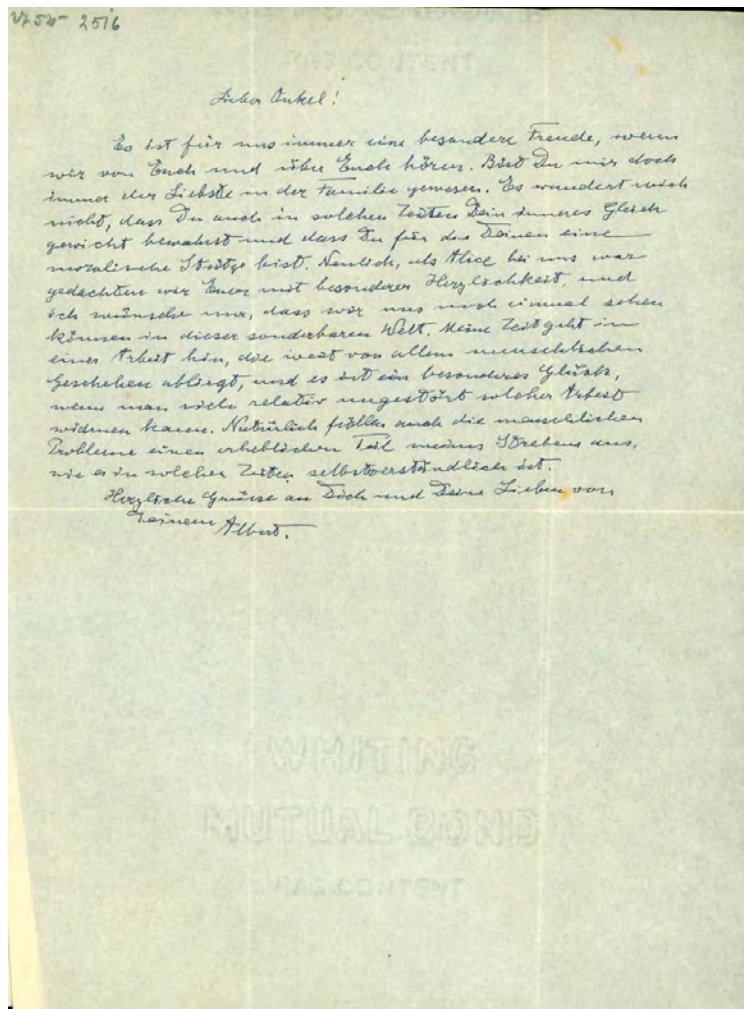 2516
Lieber Onkel!
Es ist für uns immer eine besondere Freude, wenn
wir von Euch und über Euch hören. Bist Du mir doch
immer der Liebste in der Familie gewesen. Es wundert mich
nicht, dass Du auch in solchen Zeiten Dein inneres Gleich
gewicht bewahrst und dass Du für die Deinen eine
moralische Stütze bist. Neulich, als Alice bei uns war
gedachten wir Euer mit besonderer Herzlichkeit, und
ich wünsche mir, dass wir uns noch einmal sehen
können in dieser sonderbaren Welt. Meine Zeit geht in
einer Arbeit hin, die weit von allem menschlichen
Geschehen abliegt, und es ist ein besonderes Glück,
wenn man sich relativ ungestört solcher Arbeit
widmen kann. Natürlich füllen auch die menschlichen
Probleme einen erheblichen Teil meines Strebens aus,
wie es in solchen Zeiten selbstverständlich ist.
Herzliche Grüsse an Dich und Deine Lieben von
Deinem Albert.
WHITING
MUTUAL BOND